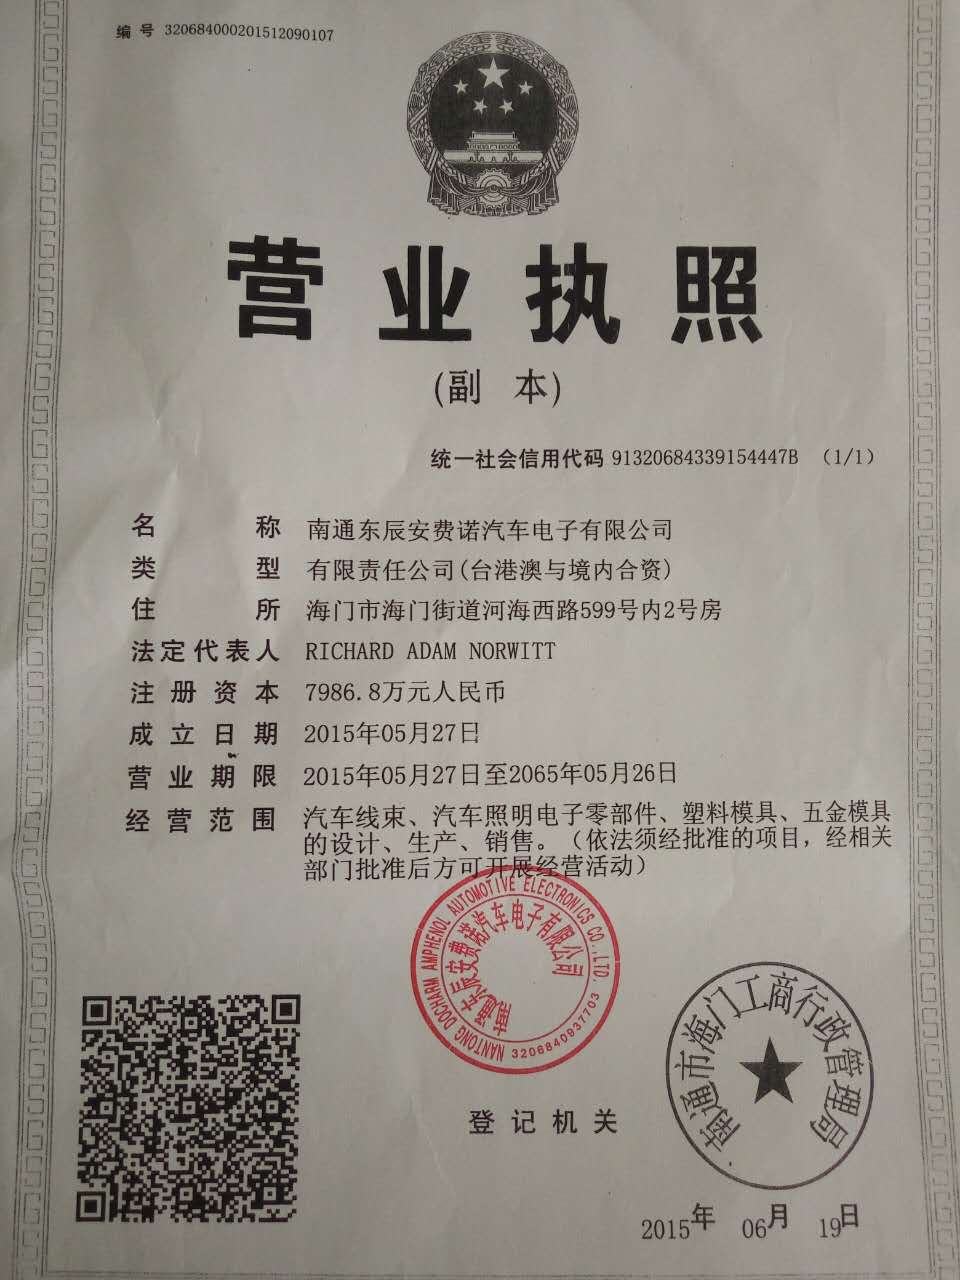 编号 320684000201512090107
营业执照
(副 本)
统一社会信用代码 91320684339154447B (1/1)
名称 南通东辰安费诺汽车电子有限公司
类型 有限责任公司(台港澳与境内合资)
住所 海门市海门街道河海西路599号内2号房
法定代表人 RICHARD ADAM NORWITT
注册资本 7986.8万元人民币
成立日期 2015年05月27日
营业期限 2015年05月27日至2065年05月26日
经营范围 汽车线束、汽车照明电子零部件、塑料模具、五金模具
的设计、生产、销售。（依法须经批准的项目，经相关
部门批准后方可开展经营活动）
NANTONG DOCHARM AMPHENOL AUTOMOTIVE ELECTRONICS CO.,LTD.
南通东辰安费诺汽车电子有限公司
3206840937703
南通市海门工商行政管理局
登记机关
2015年 06月 19日